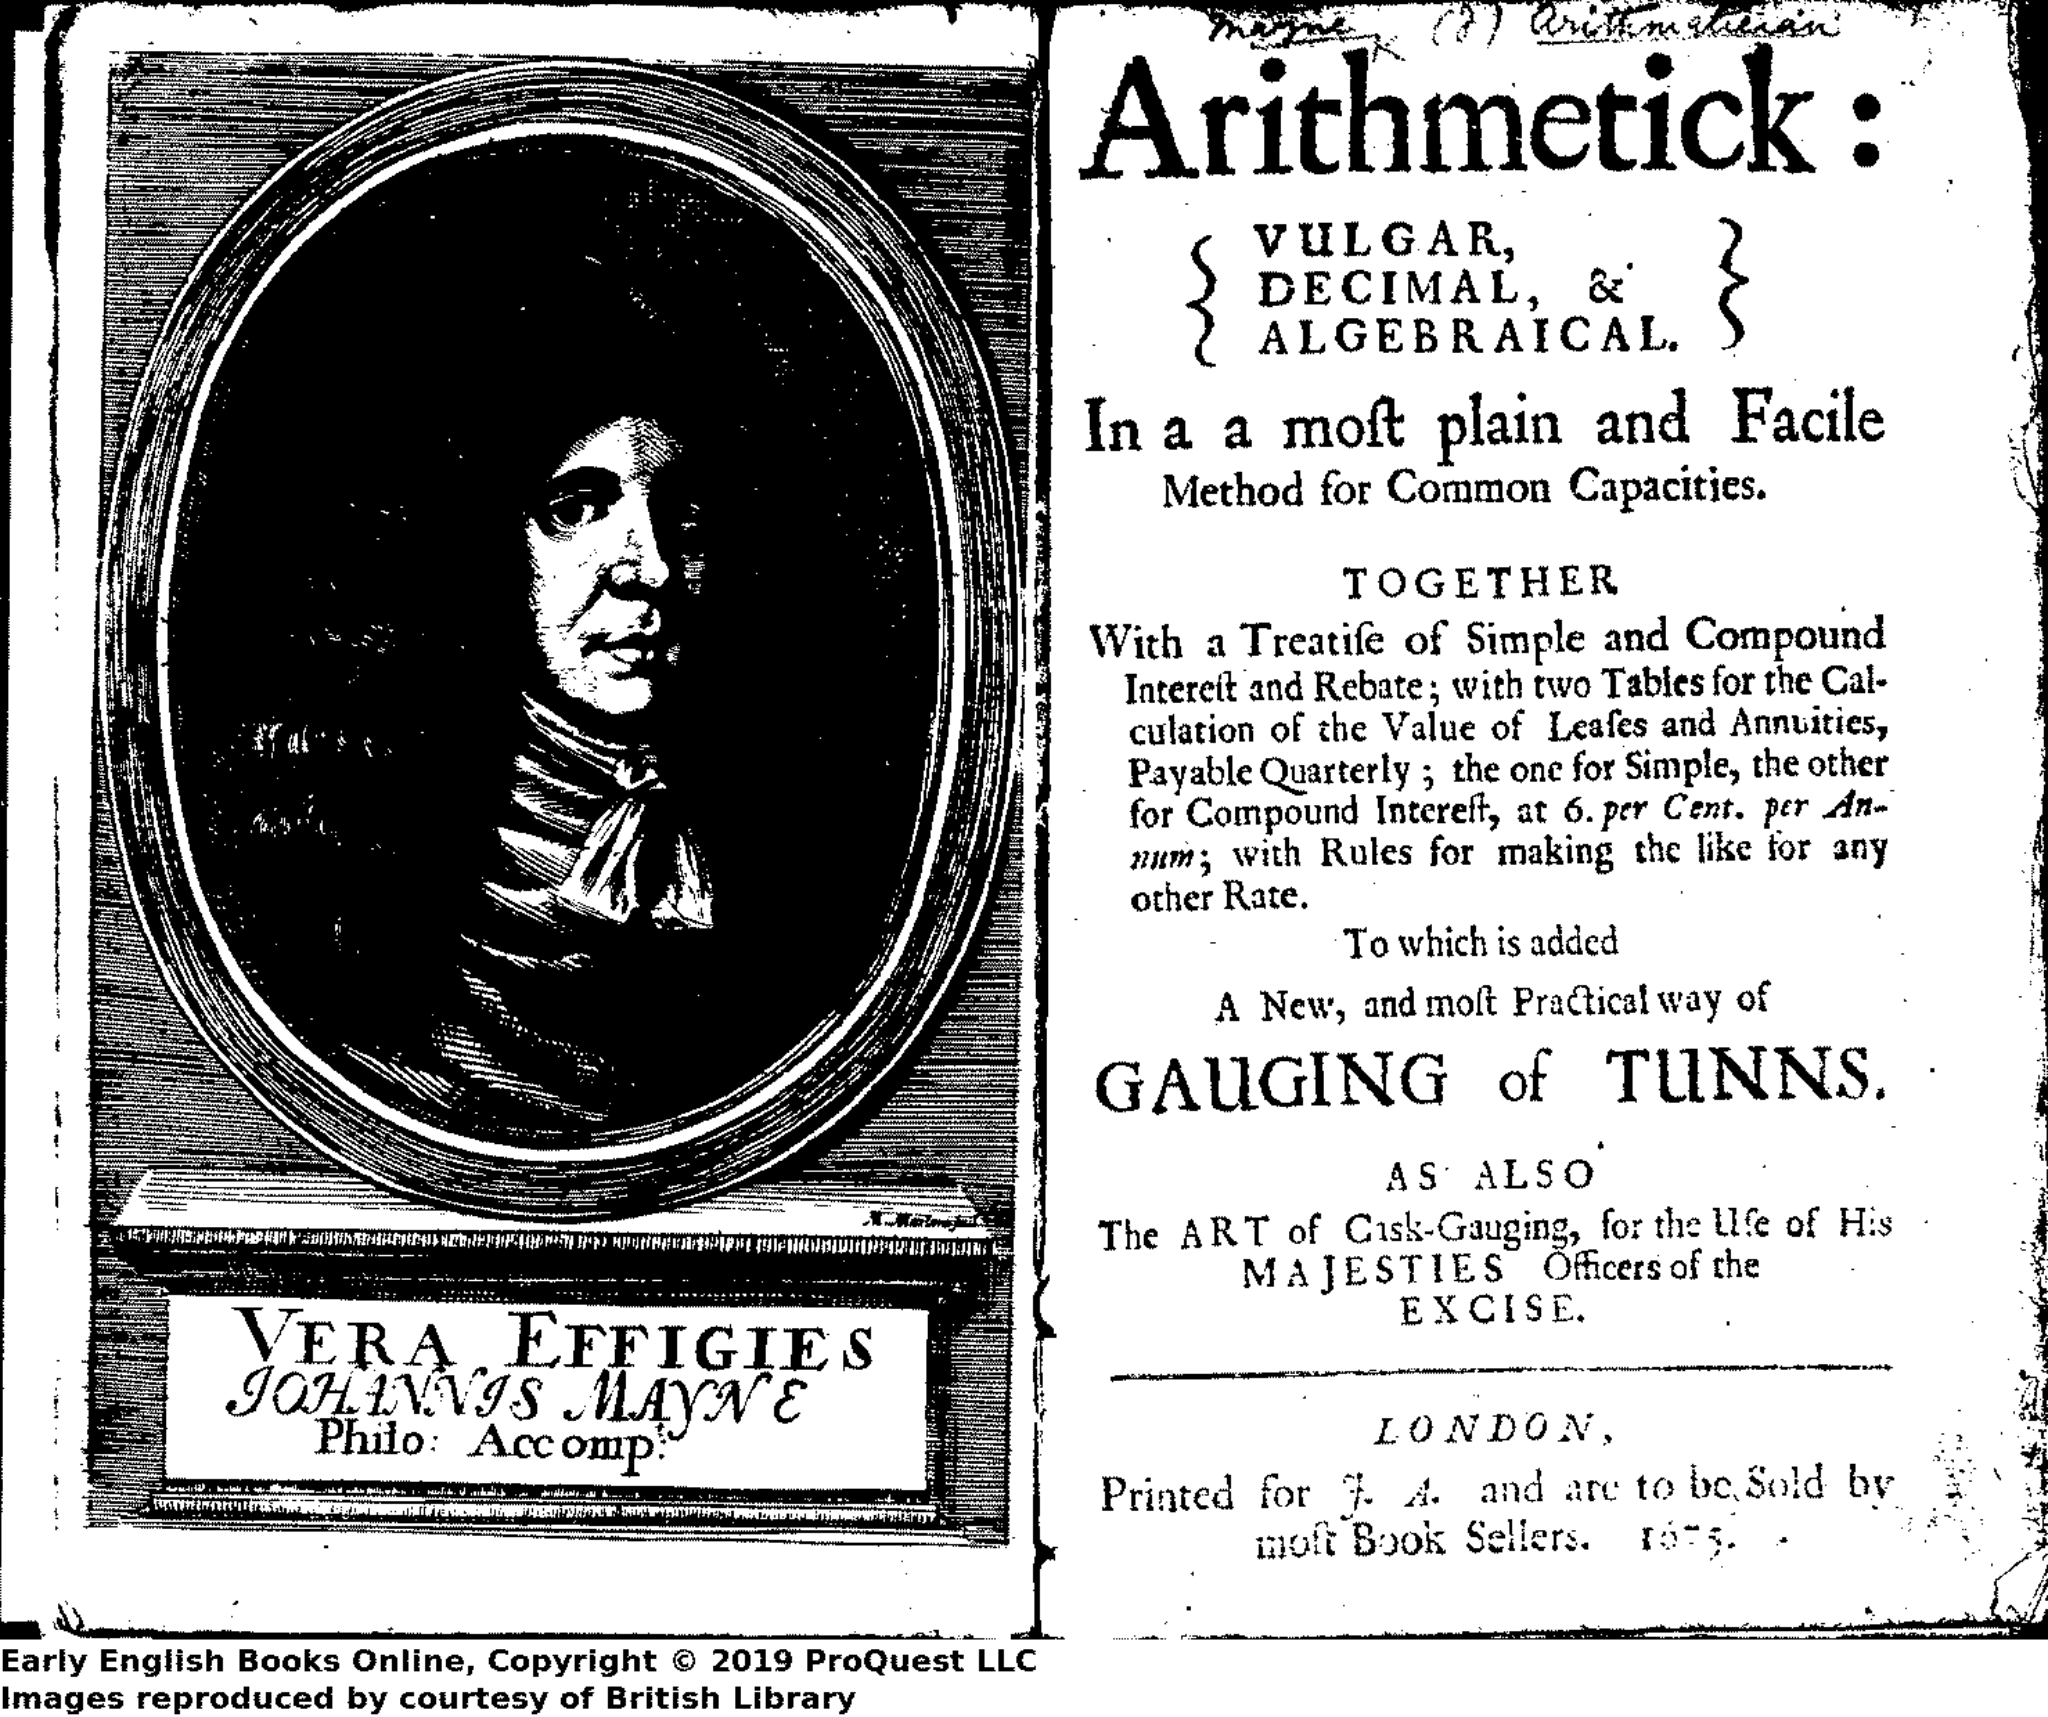 VERA EFFIGIES
JOHANNIS MAYNE
Philo: Accomp:
Mayne (J) Arithmetician
Arithmetick:
VULGAR,
DECIMAL, &
ALGEBRAICAL.
In a a moſt plain and Facile
Method for Common Capacities.
TOGETHER
With a Treatiſe of Simple and Compound
Intereſt and Rebate; with two Tables for the Cal-
culation of the Value of Leaſes and Annuities,
Payable Quarterly; the one for Simple, the other
for Compound Intereſt, at 6. per Cent. per An-
num; with Rules for making the like for any
other Rate.
To which is added
A New, and moſt Practical way of
GAUGING of TUNNS.
AS ALSO
The ART of Cask-Gauging, for the Uſe of His
MAJESTIES Officers of the
EXCISE.
LONDON,
Printed for J. A. and are to be Sold by
moſt Book Sellers. 1675.
Early English Books Online, Copyright © 2019 ProQuest LLC
Images reproduced by courtesy of British Library